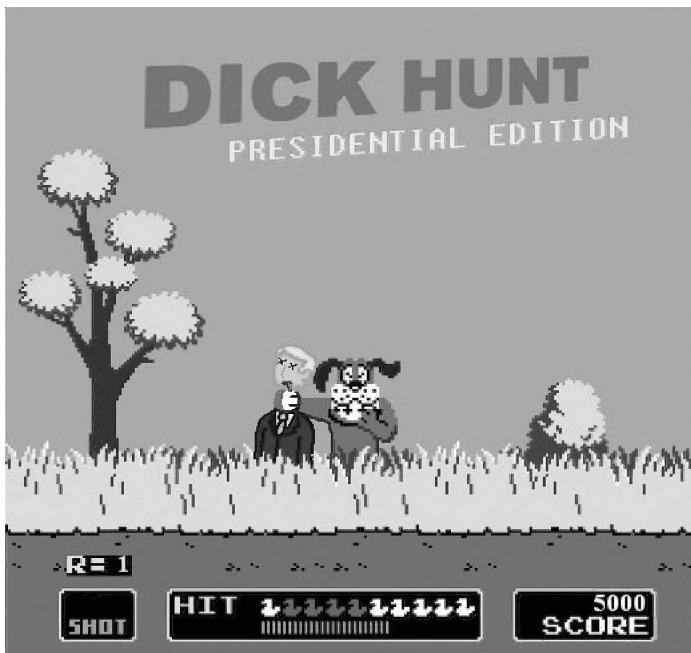 DICK HUNT
PRESIDENTIAL EDITION
R= 1
SHOT
HIT
5000
SCORE